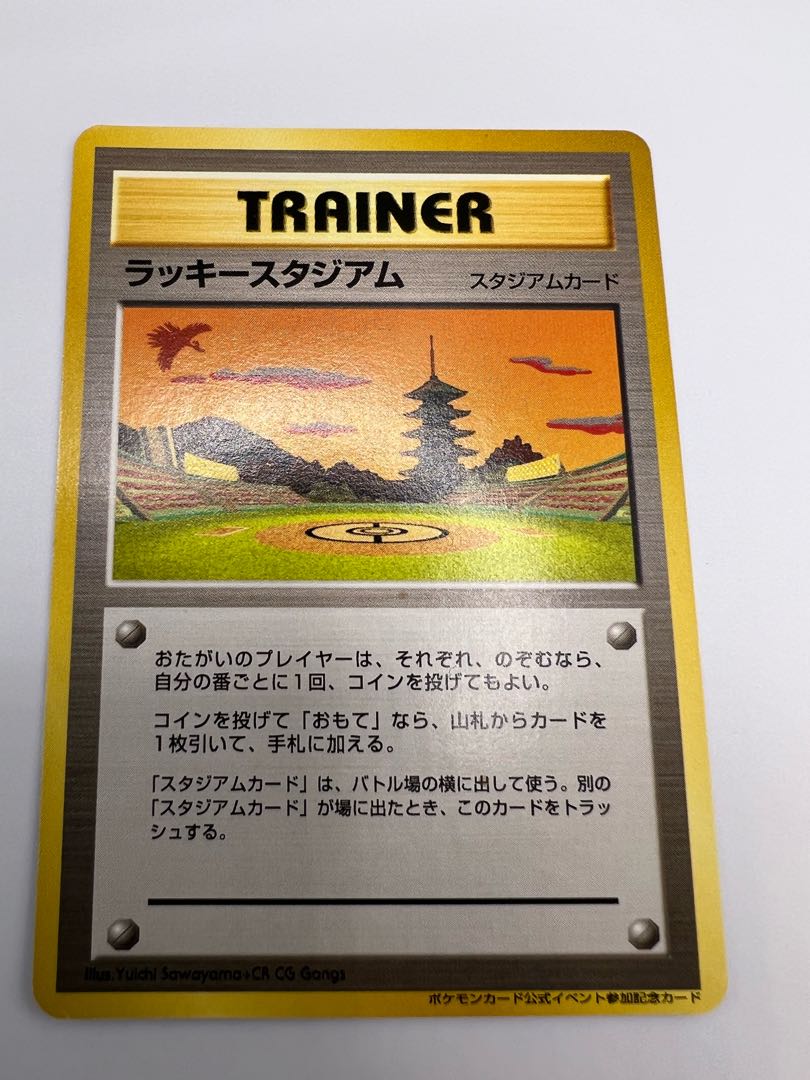 TRAINER
ラッキースタジアム
スタジアムカード
おたがいのプレイヤーは、それぞれ、のぞむなら、
自分の番ごとに1回、コインを投げてもよい。
コインを投げて「おもて」なら、山札からカードを
1枚引いて、手札に加える。
「スタジアムカード」は、バトル場の横に出して使う。別の
「スタジアムカード」が場に出たとき、このカードをトラッ
シュする。
Illus.Yuichi Sawayama+CR CG Gangs
ポケモンカード公式イベント参加記念カード